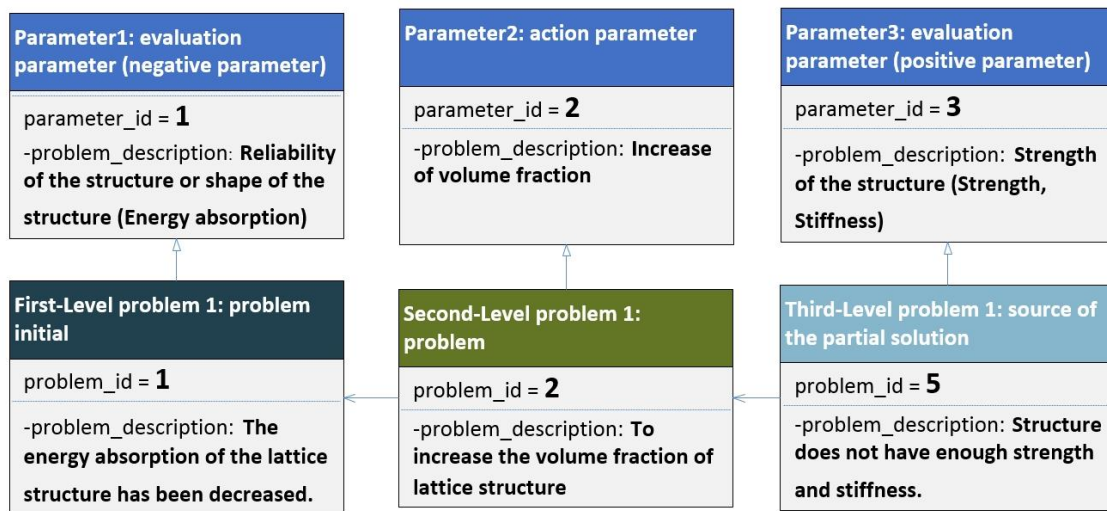 Parameter1: evaluation
parameter (negative parameter)
parameter_id = 1
-problem_description: Reliability
of the structure or shape of the
structure (Energy absorption)
Parameter2: action parameter
parameter_id = 2
-problem_description: Increase
of volume fraction
Parameter3: evaluation
parameter (positive parameter)
parameter_id = 3
-problem_description: Strength
of the structure (Strength,
Stiffness)
First-Level problem 1: problem
initial
problem_id = 1
-problem_description: The
energy absorption of the lattice
structure has been decreased.
Second-Level problem 1:
problem
problem_id = 2
-problem_description: To
increase the volume fraction of
lattice structure
Third-Level problem 1: source of
the partial solution
problem_id = 5
-problem_description: Structure
does not have enough strength
and stiffness.